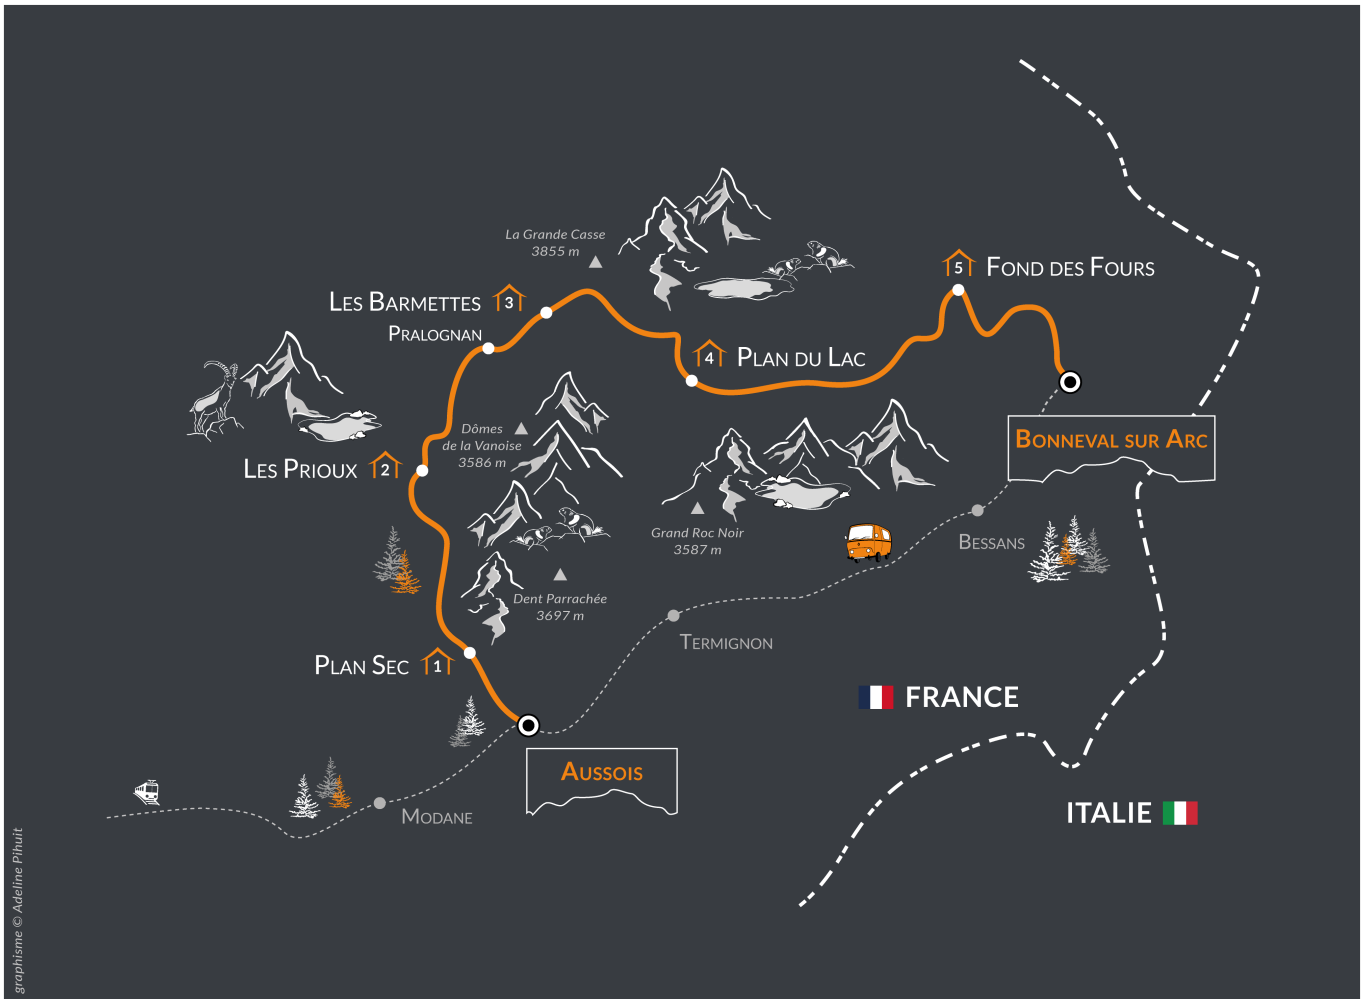 La Grande Casse
3855 m
5 FOND DES FOURS
LES BARMETTES 3
PRALOGNAN
4 PLAN DU LAC
Dômes
de la Vanoise
3586 m
BONNEVAL SUR ARC
LES PRIOUX 2
Grand Roc Noir
3587 m
BESSANS
Dent Parrachée
3697 m
TERMIGNON
PLAN SEC 1
FRANCE
AUSSOIS
MODANE
ITALIE
graphisme © Adeline Pihuit